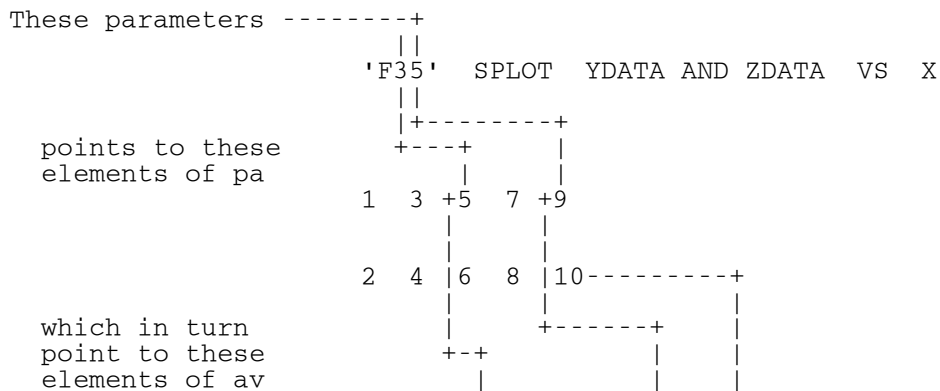 These parameters --------+
||
'F35' SPLOT YDATA AND ZDATA VS X
||
|+---------+
points to these +---+ |
elements of pa | |
1 3 +5 7 +9
| |
| |
2 4 |6 8 |10---------+
| | |
which in turn | +------+ |
point to these +-+ | |
elements of av | | |